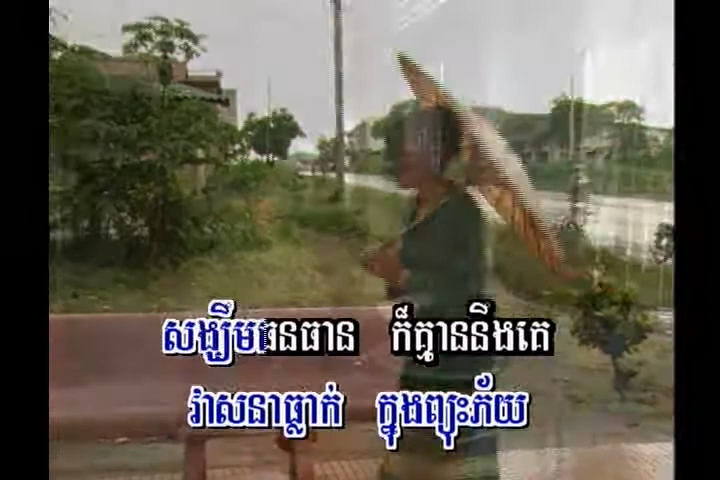 សង្ឃឹមអនធាន ក៏គ្មាននឹងគេ
វាសនាធ្លាក់ ក្នុងព្យុះភ័យ